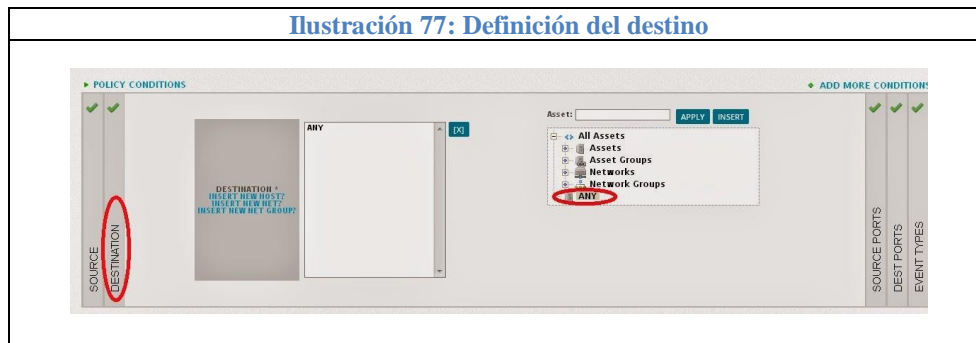 Ilustración 77: Definición del destino
POLICY CONDITIONS
ADD MORE CONDITIONS
SOURCE
DESTINATION
DESTINATION *
INSERT NEW HOST?
INSERT NEW NET?
INSERT NEW NET GROUP?
ANY
[X]
Asset:
APPLY
INSERT
All Assets
Assets
Asset Groups
Networks
Network Groups
ANY
SOURCE PORTS
DEST PORTS
EVENT TYPES